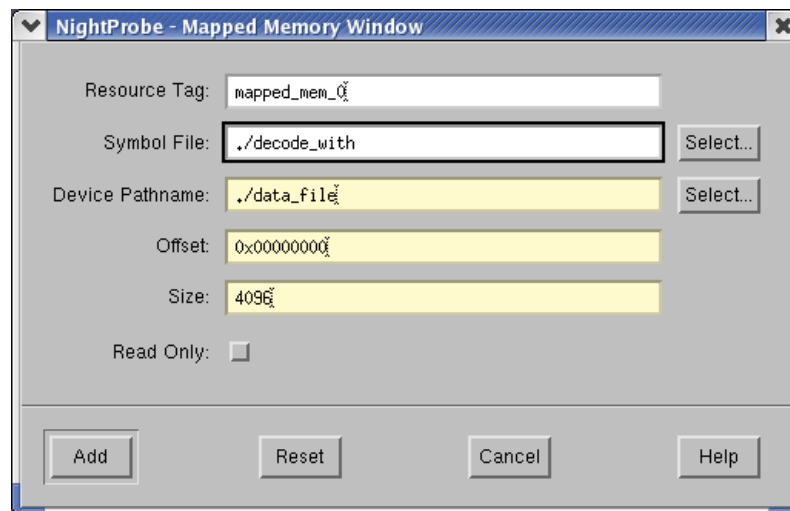 NightProbe - Mapped Memory Window
Resource Tag: mapped_mem_0
Symbol File: ./decode_with Select...
Device Pathname: ./data_file Select...
Offset: 0x00000000
Size: 4096
Read Only:
Add Reset Cancel Help